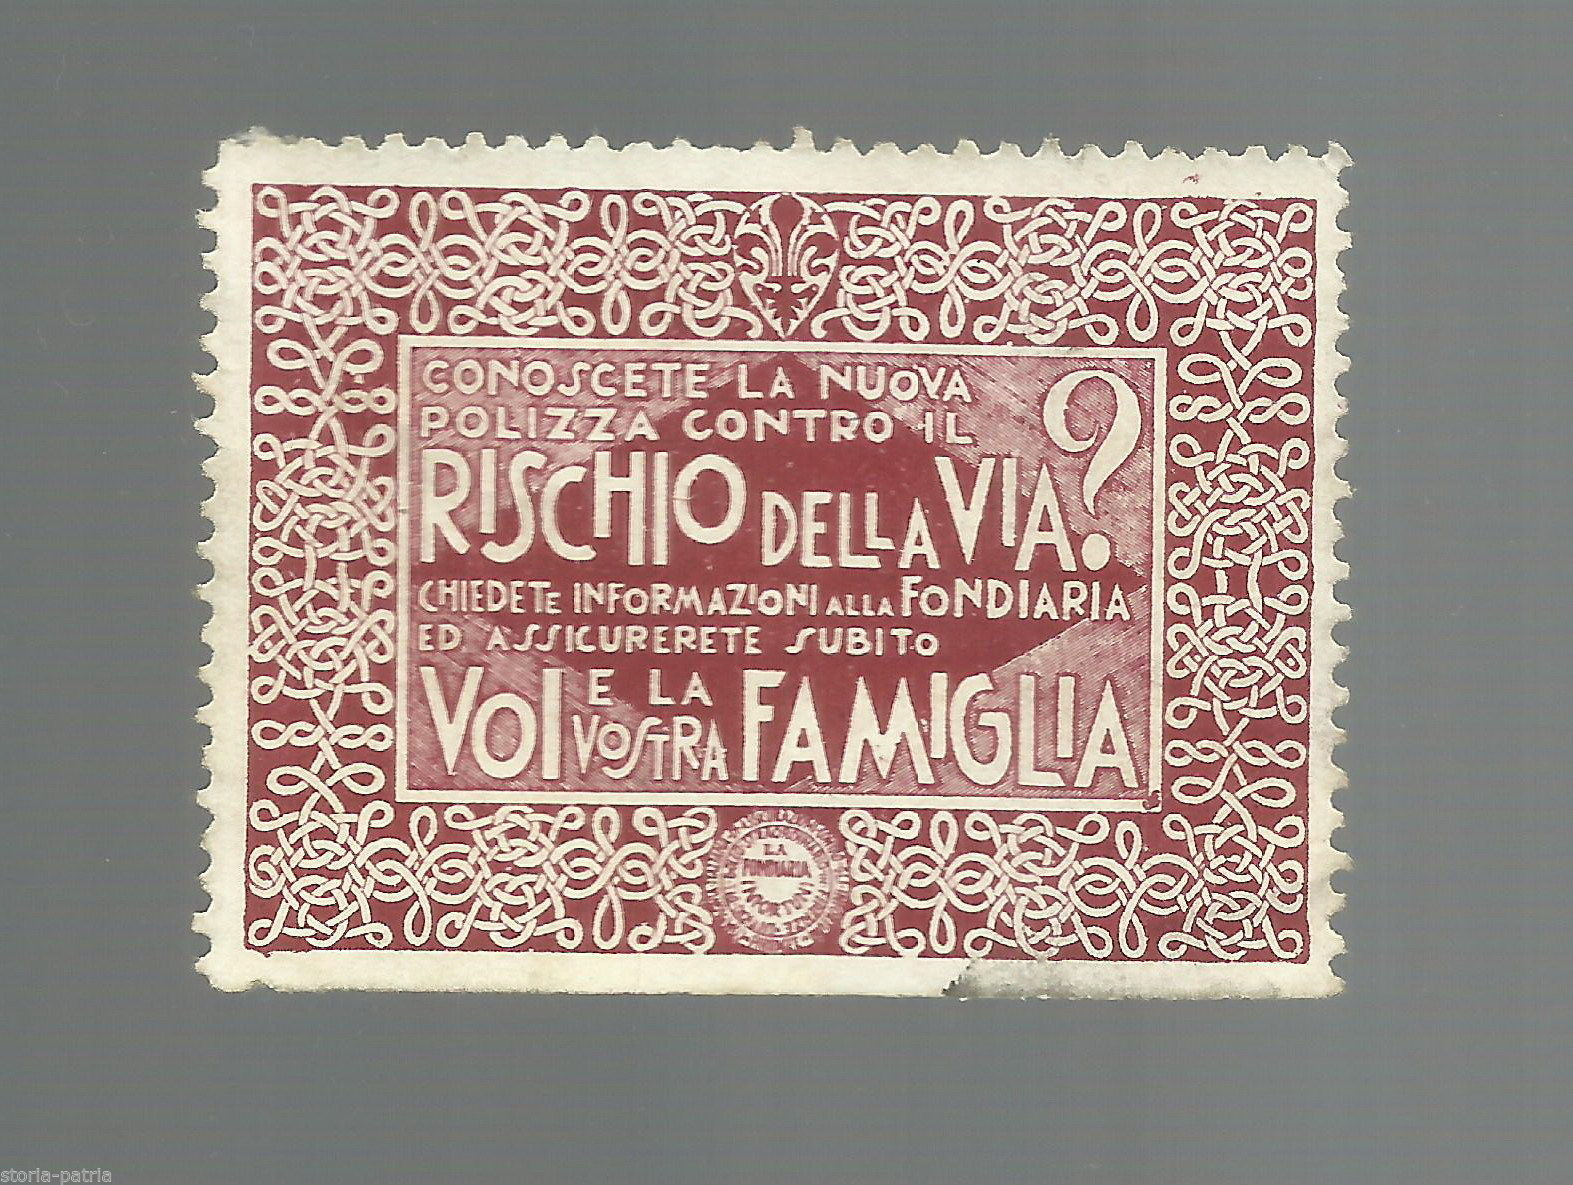 CONOSCETE LA NUOVA
POLIZZA CONTRO IL
RISCHIO DELLA VIA?
CHIEDETE INFORMAZIONI ALLA FONDIARIA
ED ASSICURERETE SUBITO
VOI E LA VOSTRA FAMIGLIA
LA
FONDIARIA
storia-patria